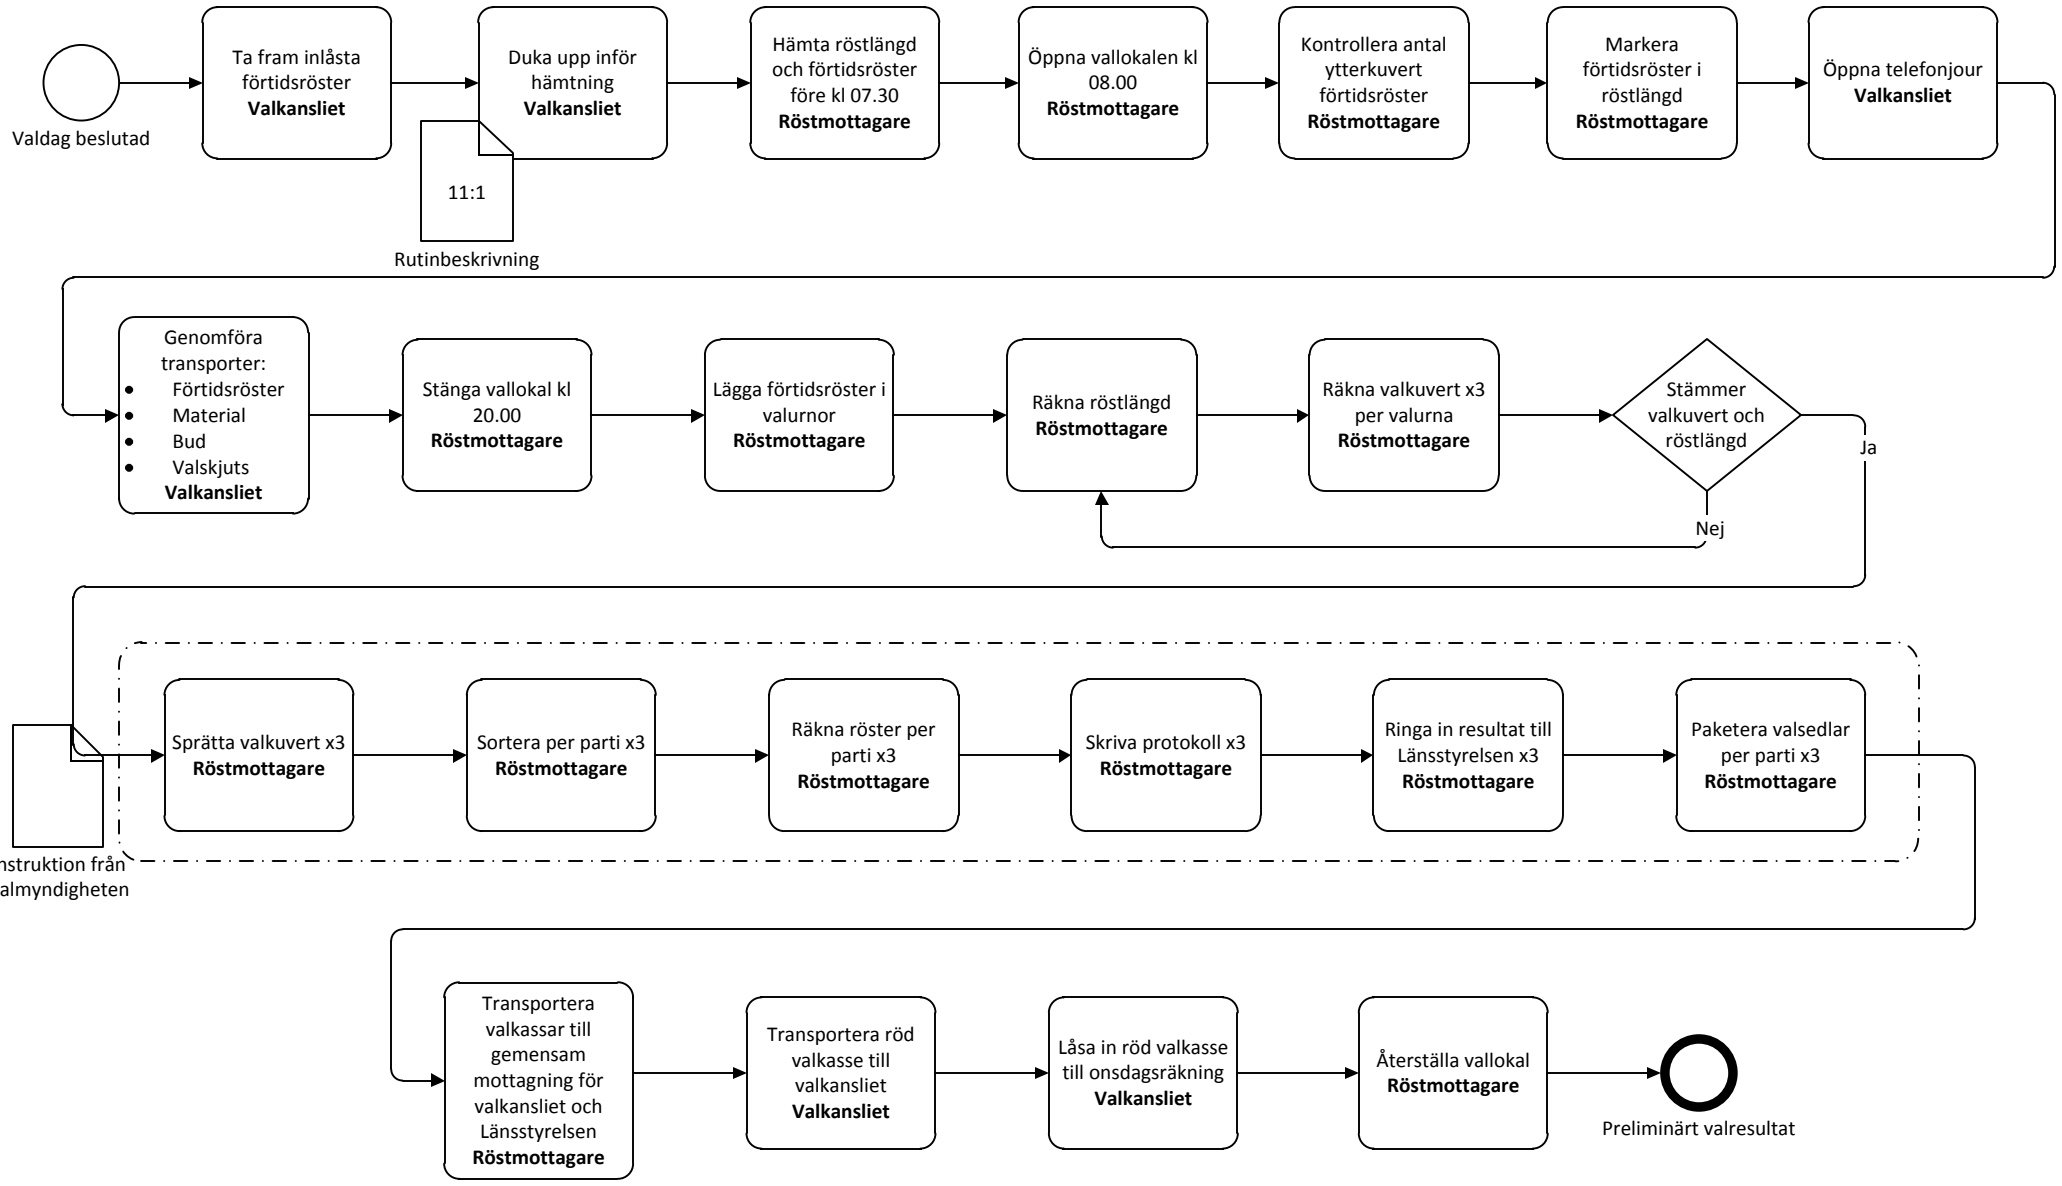 Valdag beslutad
Ta fram inlåsta
förtidsröster
Valkansliet
Duka upp inför
hämtning
Valkansliet
11:1
Rutinbeskrivning
Hämta röstlängd
och förtidsröster
före kl 07.30
Röstmottagare
Öppna vallokalen kl
08.00
Röstmottagare
Kontrollera antal
ytterkuvert
förtidsröster
Röstmottagare
Markera
förtidsröster i
röstlängd
Röstmottagare
Öppna telefonjour
Valkansliet
Genomföra
transporter:
● Förtidsröster
● Material
● Bud
● Valskjuts
Valkansliet
Stänga vallokal kl
20.00
Röstmottagare
Lägga förtidsröster i
valurnor
Röstmottagare
Räkna röstlängd
Röstmottagare
Räkna valkuvert x3
per valurna
Röstmottagare
Stämmer
valkuvert och
röstlängd
Ja
Nej
nstruktion från
almyndigheten
Sprätta valkuvert x3
Röstmottagare
Sortera per parti x3
Röstmottagare
Räkna röster per
parti x3
Röstmottagare
Skriva protokoll x3
Röstmottagare
Ringa in resultat till
Länsstyrelsen x3
Röstmottagare
Paketera valsedlar
per parti x3
Röstmottagare
Transportera
valkassar till
gemensam
mottagning för
valkansliet och
Länsstyrelsen
Röstmottagare
Transportera röd
valkasse till
valkansliet
Valkansliet
Låsa in röd valkasse
till onsdagsräkning
Valkansliet
Återställa vallokal
Röstmottagare
Preliminärt valresultat